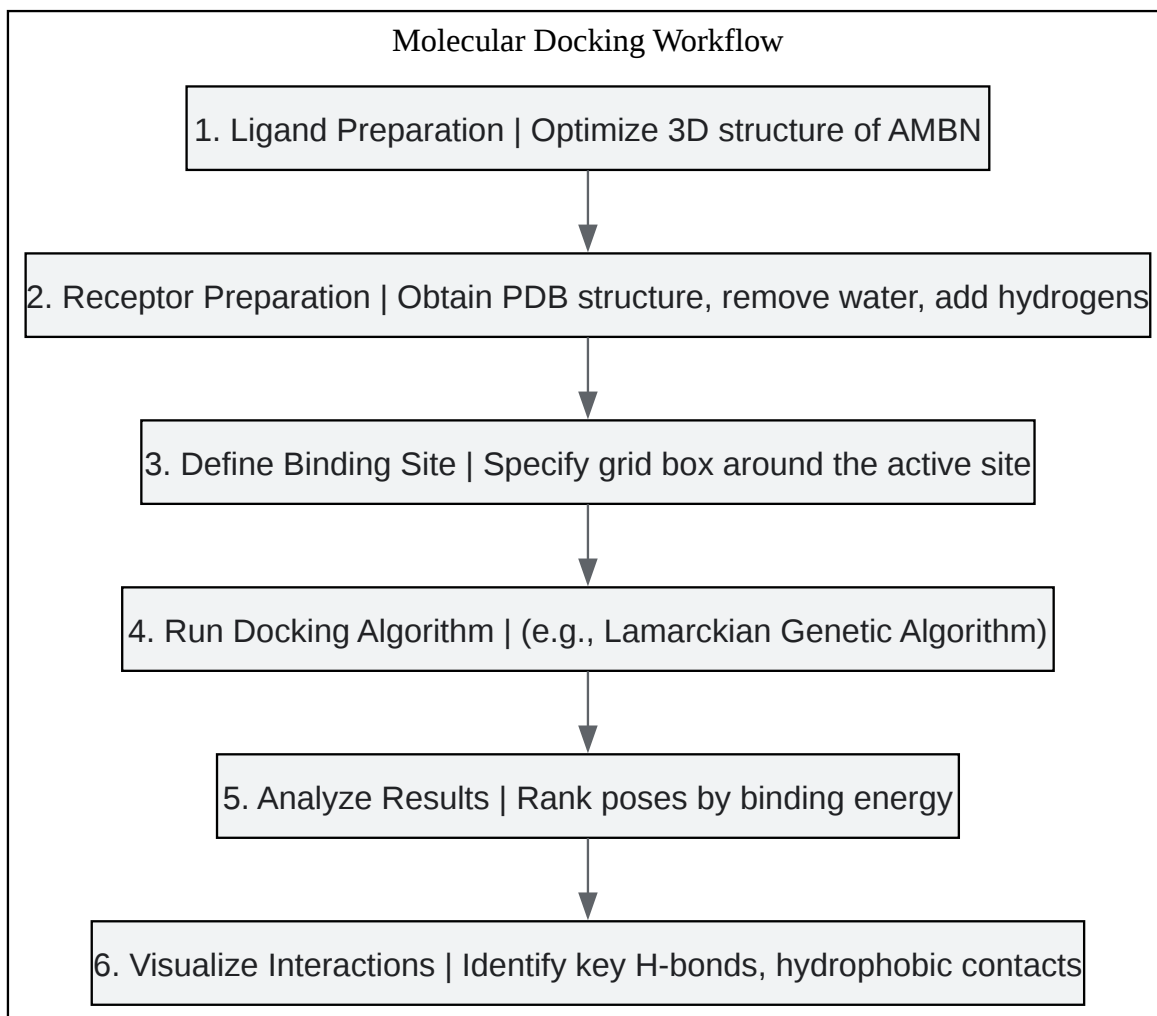 Molecular Docking Workflow
1. Ligand Preparation | Optimize 3D structure of AMBN
2. Receptor Preparation | Obtain PDB structure, remove water, add hydrogens
3. Define Binding Site | Specify grid box around the active site
4. Run Docking Algorithm | (e.g., Lamarckian Genetic Algorithm)
5. Analyze Results | Rank poses by binding energy
6. Visualize Interactions | Identify key H-bonds, hydrophobic contacts